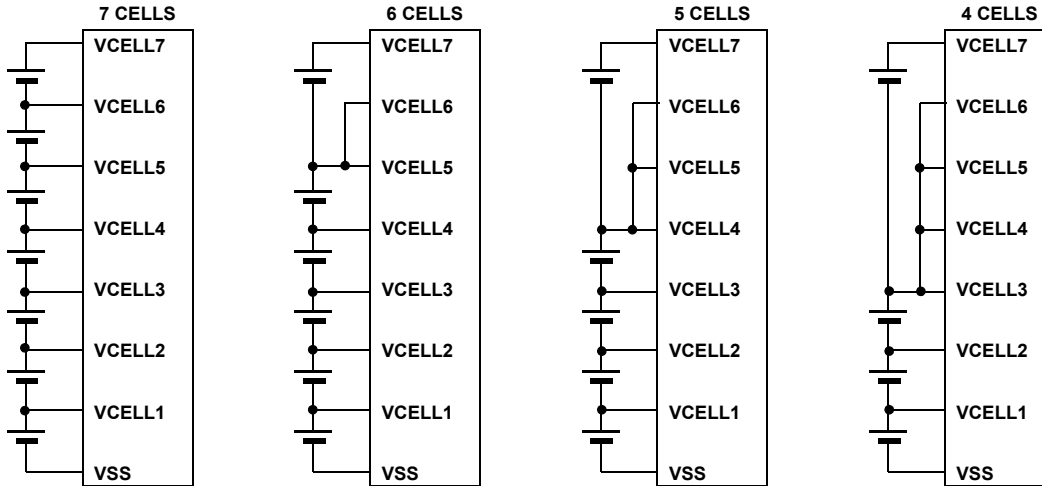 7 CELLS
VCELL7
VCELL6
VCELL5
VCELL4
VCELL3
VCELL2
VCELL1
VSS
6 CELLS
VCELL7
VCELL6
VCELL5
VCELL4
VCELL3
VCELL2
VCELL1
VSS
5 CELLS
VCELL7
VCELL6
VCELL5
VCELL4
VCELL3
VCELL2
VCELL1
VSS
4 CELLS
VCELL7
VCELL6
VCELL5
VCELL4
VCELL3
VCELL2
VCELL1
VSS